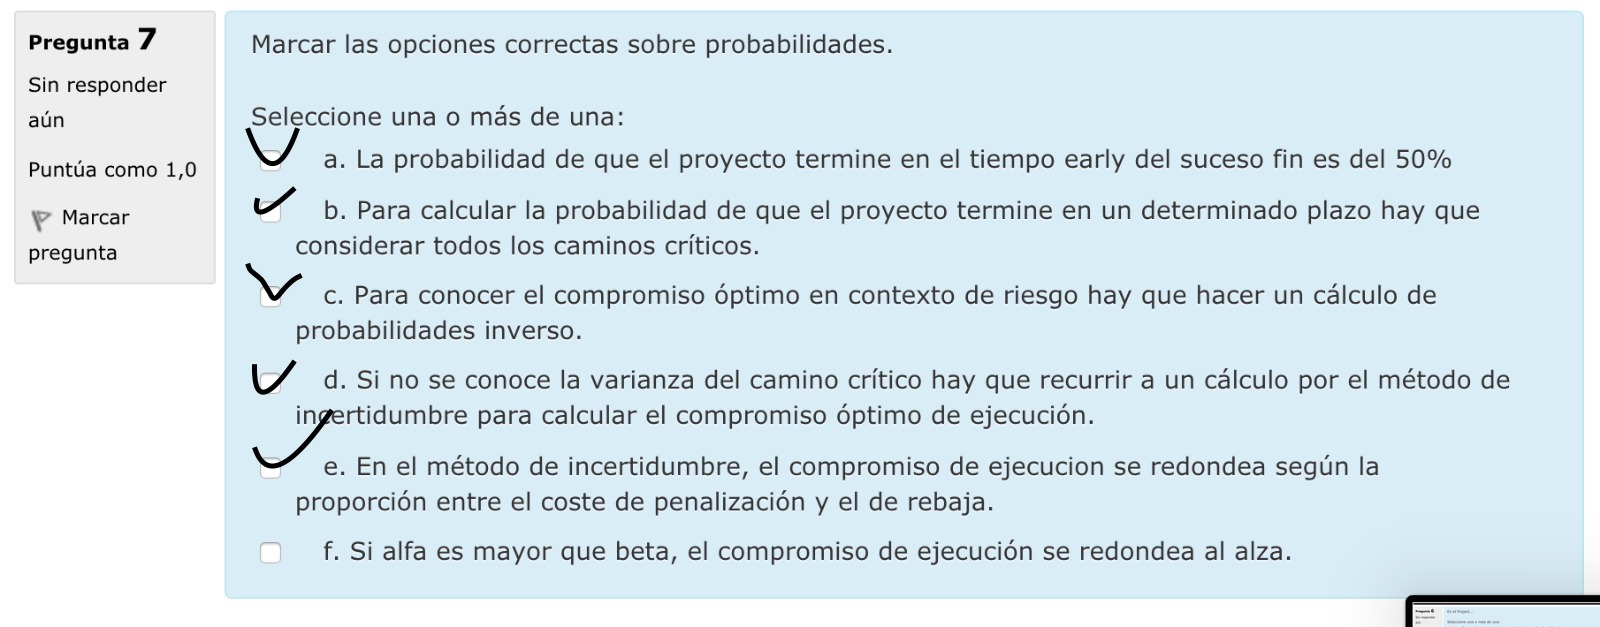 Pregunta 7
Sin responder
aún
Puntúa como 1,0
Marcar
pregunta
Marcar las opciones correctas sobre probabilidades.
Seleccione una o más de una:
a. La probabilidad de que el proyecto termine en el tiempo early del suceso fin es del 50%
b. Para calcular la probabilidad de que el proyecto termine en un determinado plazo hay que
considerar todos los caminos críticos.
c. Para conocer el compromiso óptimo en contexto de riesgo hay que hacer un cálculo de
probabilidades inverso.
d. Si no se conoce la varianza del camino crítico hay que recurrir a un cálculo por el método de
incertidumbre para calcular el compromiso óptimo de ejecución.
e. En el método de incertidumbre, el compromiso de ejecucion se redondea según la
proporción entre el coste de penalización y el de rebaja.
f. Si alfa es mayor que beta, el compromiso de ejecución se redondea al alza.